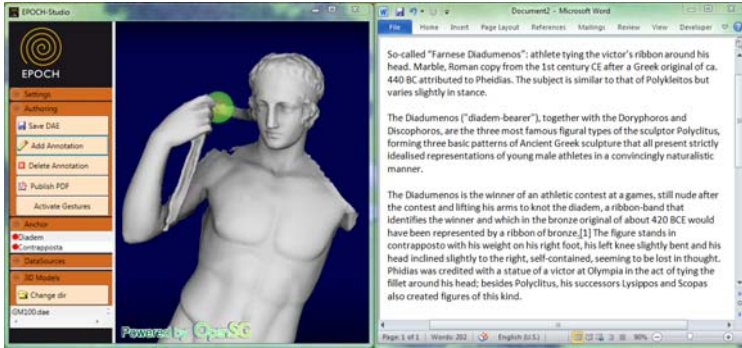 EPOCH-Studio
EPOCH
Settings
Authoring
Save DAE
Add Annotation
Delete Annotation
Publish PDF
Activate Gestures
Anchor
Diadem
Contrapposta
DataSources
3D Models
Change dir
GM100.dae
Powered by OpenSG
Document2 - Microsoft Word
File Home Insert Page Layout References Mailings Review View Developer
So-called "Farnese Diadumenos": athlete tying the victor's ribbon around his
head. Marble, Roman copy from the 1st century CE after a Greek original of ca.
440 BC attributed to Pheidias. The subject is similar to that of Polykleitos but
varies slightly in stance.
The Diadumenos ("diadem-bearer"), together with the Doryphoros and
Discophoros, are the three most famous figural types of the sculptor Polyclitus,
forming three basic patterns of Ancient Greek sculpture that all present strictly
idealised representations of young male athletes in a convincingly naturalistic
manner.
The Diadumenos is the winner of an athletic contest at a games, still nude after
the contest and lifting his arms to knot the diadem, a ribbon-band that
identifies the winner and which in the bronze original of about 420 BCE would
have been represented by a ribbon of bronze.[1] The figure stands in
contrapposto with his weight on his right foot, his left knee slightly bent and his
head inclined slightly to the right, self-contained, seeming to be lost in thought.
Phidias was credited with a statue of a victor at Olympia in the act of tying the
fillet around his head; besides Polyclitus, his successors Lysippos and Scopas
also created figures of this kind.
Page: 1 of 1 Words: 202 English (U.S.) 90%